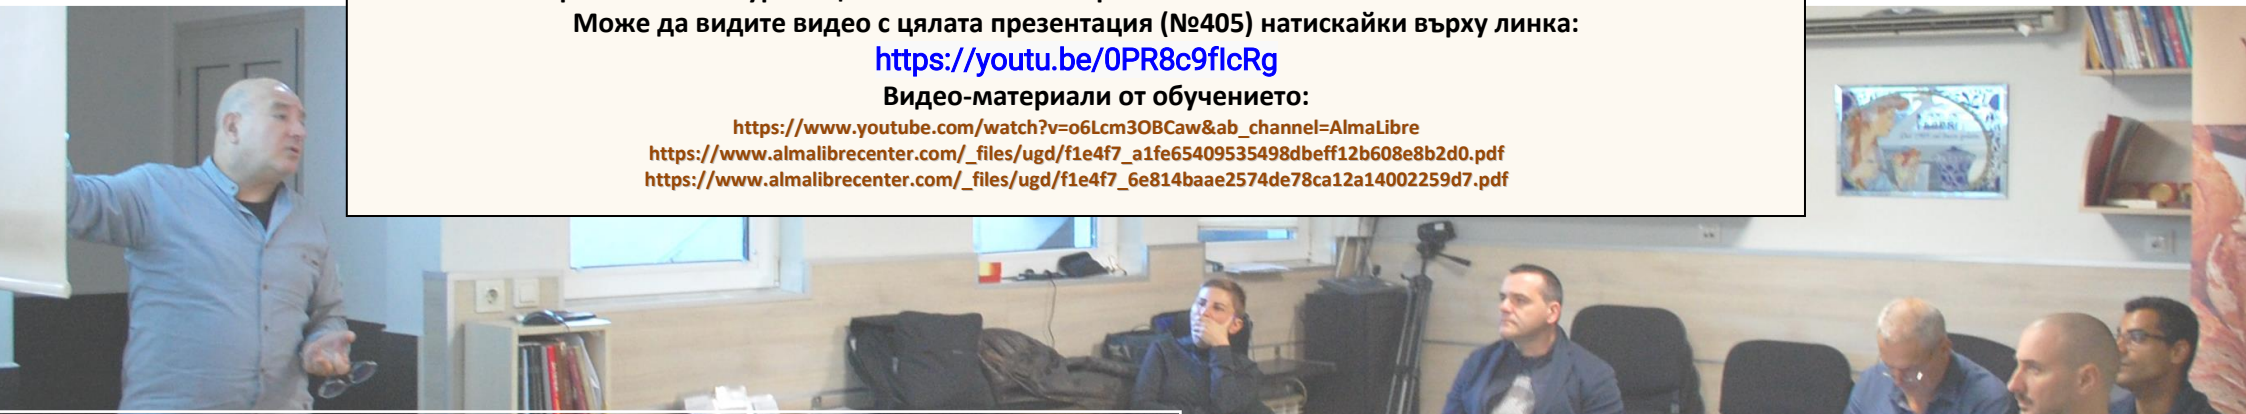 Може да видите видео с цялата презентация (№405) натискайки върху линка:
https://youtu.be/0PR8c9fIcRg
Видео-материали от обучението:
https://www.youtube.com/watch?v=o6Lcm3OBCaw&ab_channel=AlmaLibre
https://www.almalibrecenter.com/_files/ugd/f1e4f7_a1fe65409535498dbeff12b608e8b2d0.pdf
https://www.almalibrecenter.com/_files/ugd/f1e4f7_6e814baae2574de78ca12a14002259d7.pdf